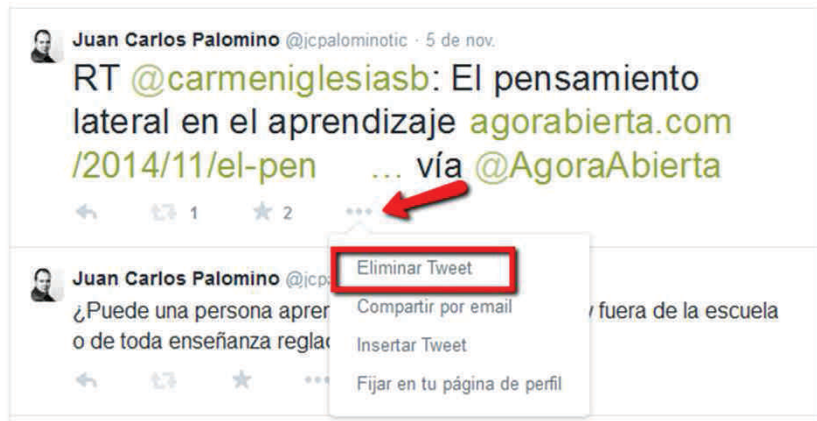 Juan Carlos Palomino @jcpalominotic · 5 de nov.
RT @carmeniglesiasb: El pensamiento
lateral en el aprendizaje agorabierta.com
/2014/11/el-pen ... vía @AgoraAbierta
1 2
Eliminar Tweet
Compartir por email
Insertar Tweet
Fijar en tu página de perfil
Juan Carlos Palomino
¿Puede una persona fuera de la escuela
o de toda enseñanza